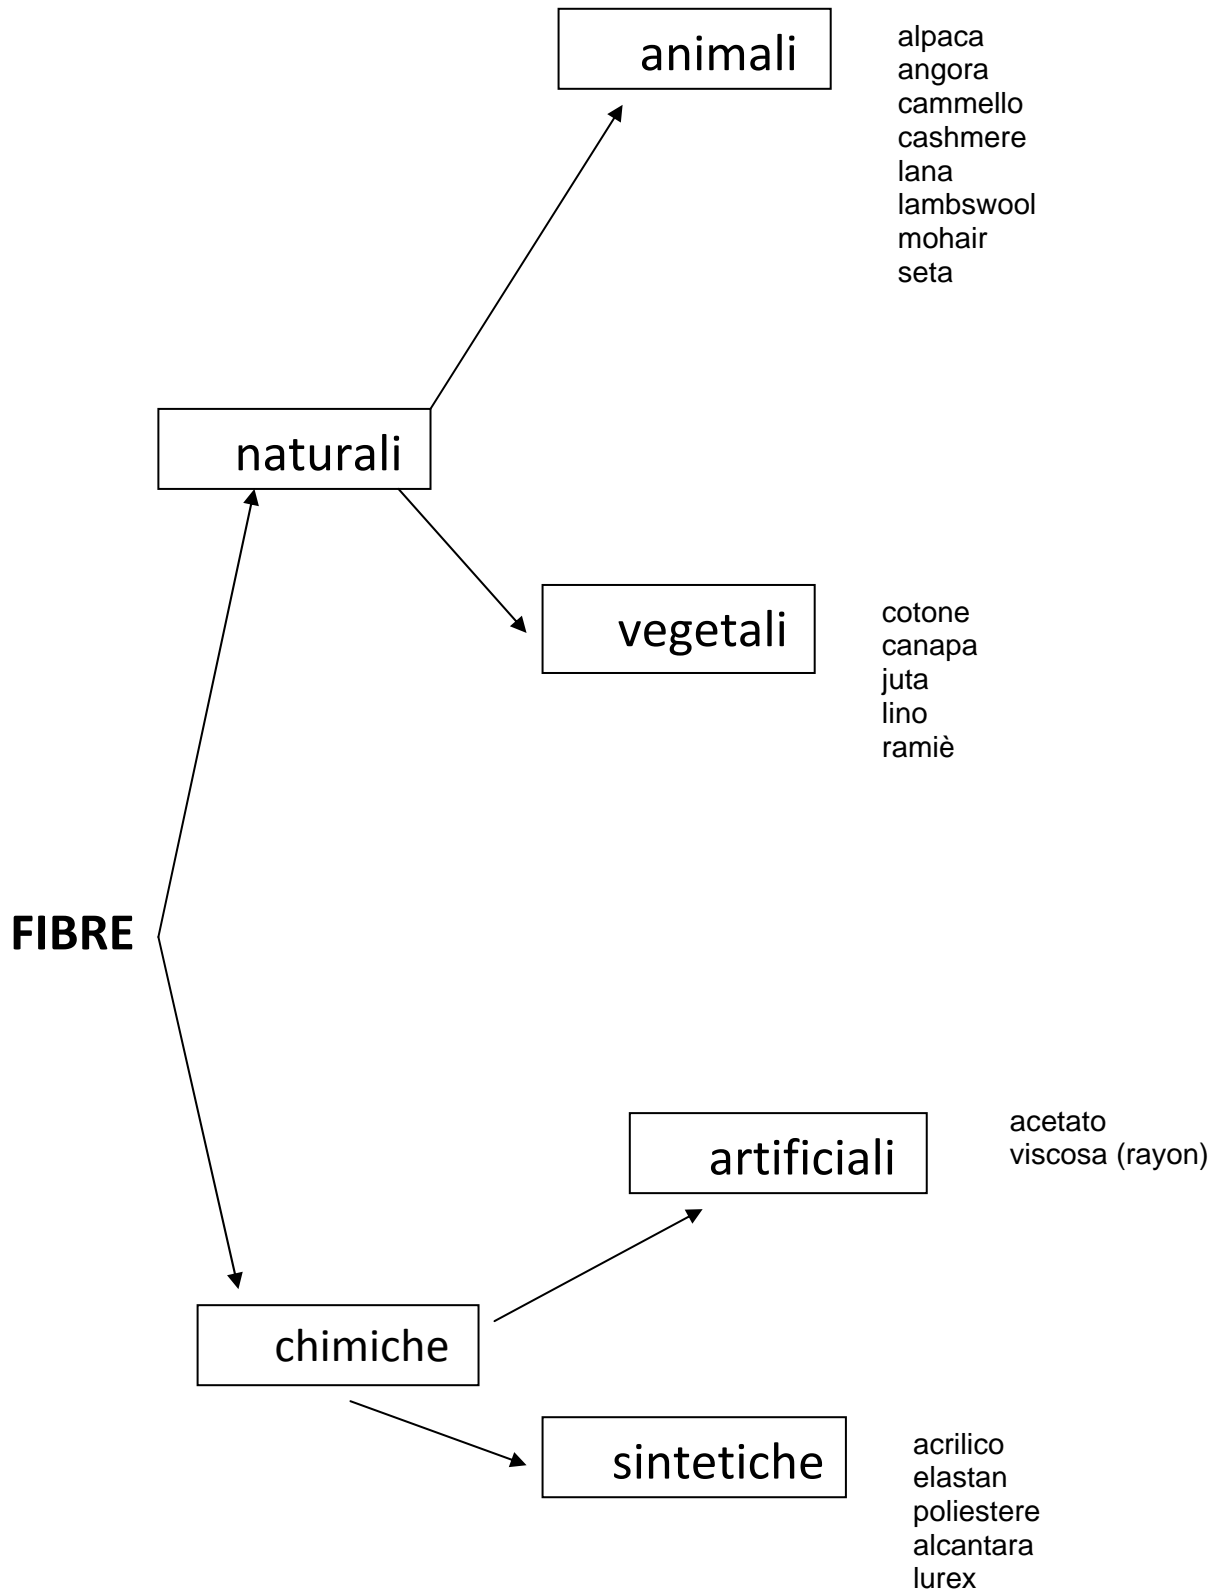 animali
alpaca
angora
cammello
cashmere
lana
lambswool
mohair
seta
naturali
vegetali
cotone
canapa
juta
lino
ramiè
FIBRE
artificiali
acetato
viscosa (rayon)
chimiche
sintetiche
acrilico
elastan
poliestere
alcantara
lurex